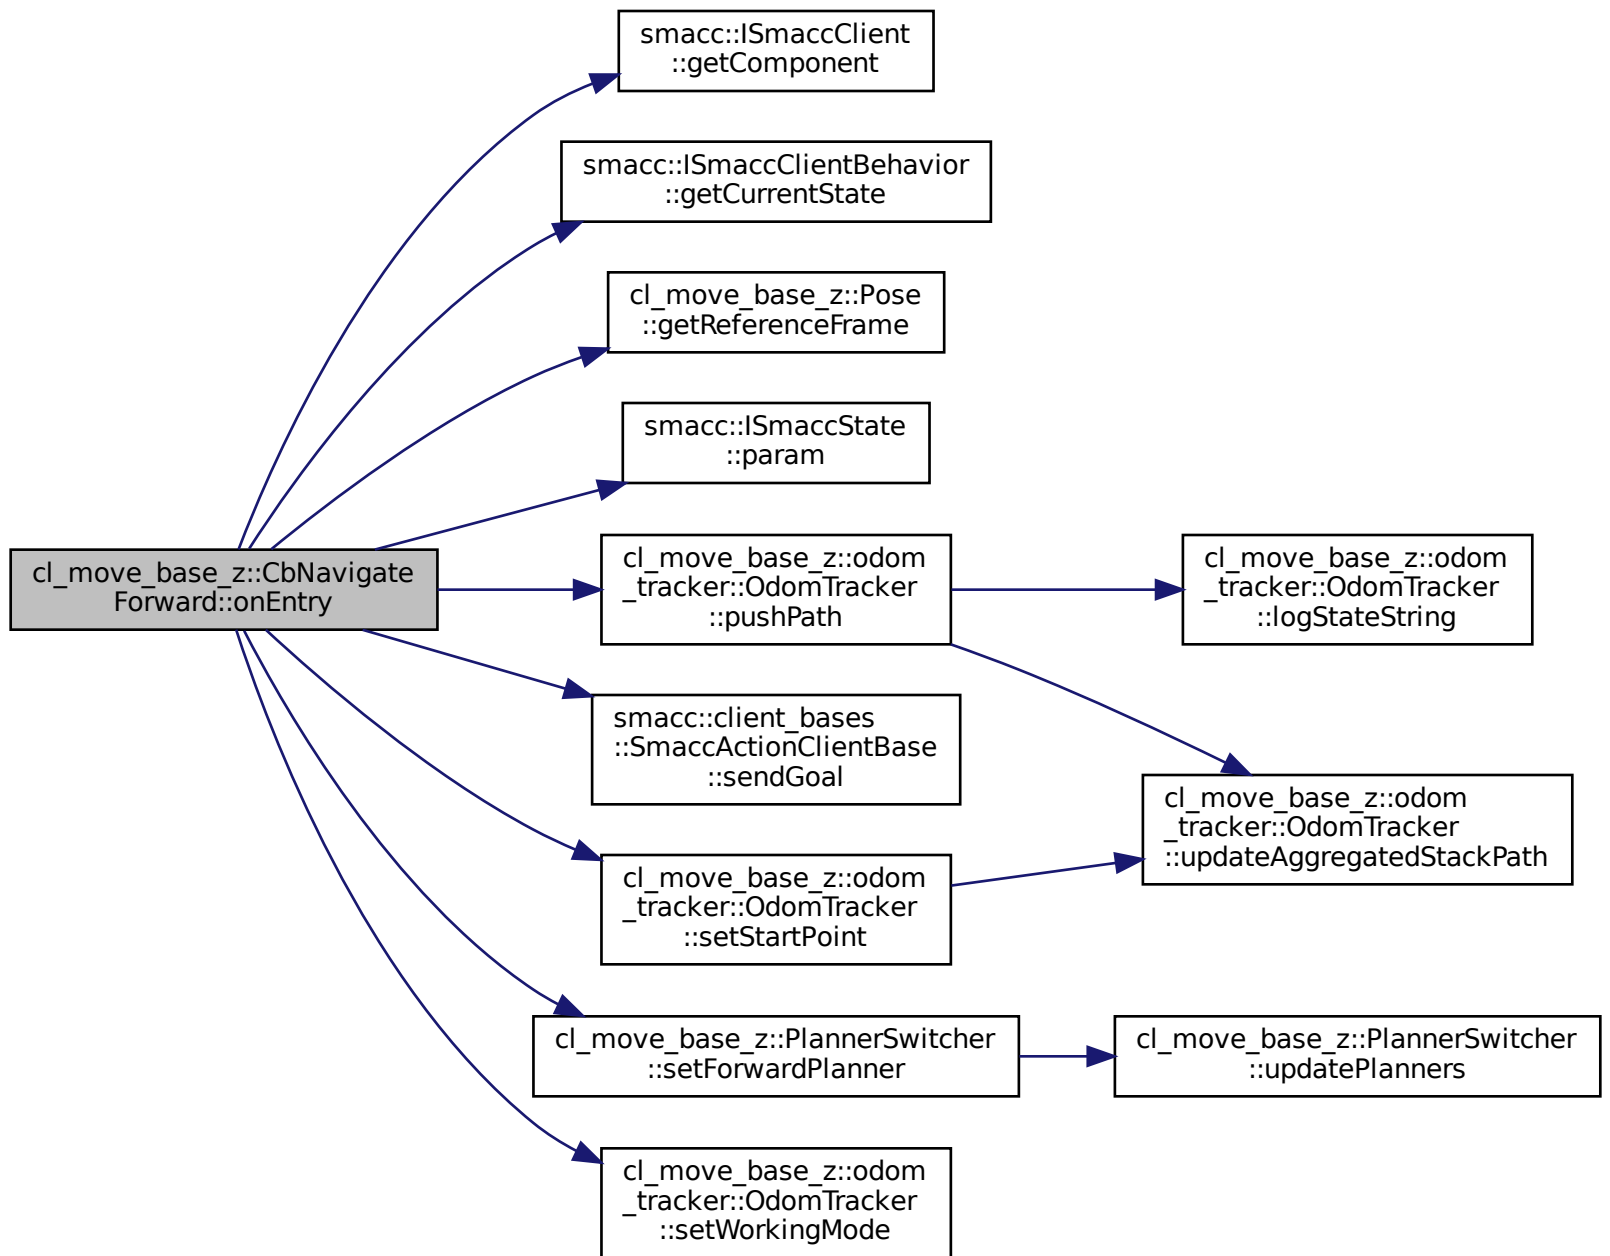 smacc::ISmaccClient
::getComponent
smacc::ISmaccClientBehavior
::getCurrentState
cl_move_base_z::Pose
::getReferenceFrame
smacc::ISmaccState
::param
cl_move_base_z::CbNavigate
Forward::onEntry
cl_move_base_z::odom
_tracker::OdomTracker
::pushPath
cl_move_base_z::odom
_tracker::OdomTracker
::logStateString
smacc::client_bases
::SmaccActionClientBase
::sendGoal
cl_move_base_z::odom
_tracker::OdomTracker
::updateAggregatedStackPath
cl_move_base_z::odom
_tracker::OdomTracker
::setStartPoint
cl_move_base_z::PlannerSwitcher
::setForwardPlanner
cl_move_base_z::PlannerSwitcher
::updatePlanners
cl_move_base_z::odom
_tracker::OdomTracker
::setWorkingMode